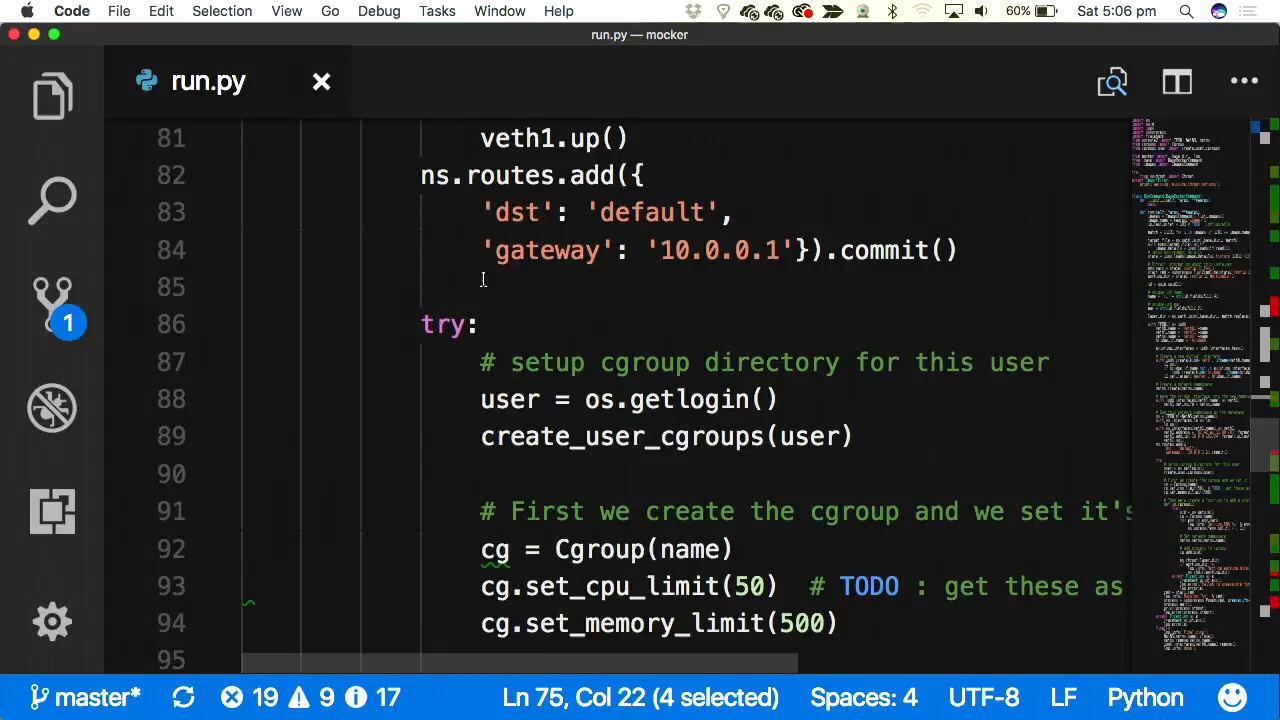 Code File Edit Selection View Go Debug Tasks Window Help 60% Sat 5:06 pm
run.py — mocker
run.py
81 veth1.up()
82 ns.routes.add({
83 'dst': 'default',
84 'gateway': '10.0.0.1'}).commit()
85
86 try:
87 # setup cgroup directory for this user
88 user = os.getlogin()
89 create_user_cgroups(user)
90
91 # First we create the cgroup and we set it's
92 cg = Cgroup(name)
93 cg.set_cpu_limit(50) # TODO : get these as
94 cg.set_memory_limit(500)
95
1
master* 19 9 17 Ln 75, Col 22 (4 selected) Spaces: 4 UTF-8 LF Python